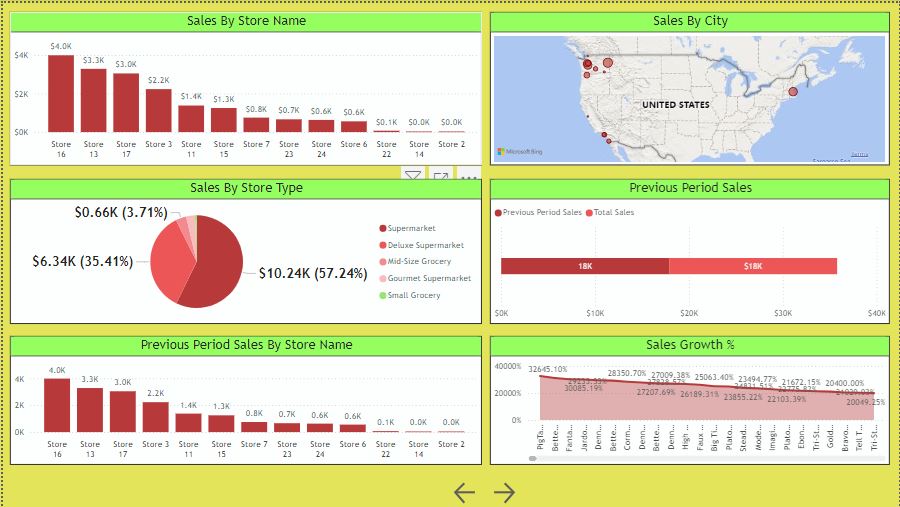 Sales By Store Name
$4.0K
$3.3K
$3.0K
$2.2K
$1.4K
$1.3K
$0.8K
$0.7K
$0.6K
$0.6K
$0.1K
$0.0K
$0.0K
$4K
$2K
$0K
Store 16
Store 13
Store 17
Store 3
Store 11
Store 15
Store 7
Store 23
Store 24
Store 6
Store 22
Store 14
Store 2
Sales By City
UNITED STATES
Microsoft Bing
Sargasso Sea
Sales By Store Type
$0.66K (3.71%)
$6.34K (35.41%)
$10.24K (57.24%)
Supermarket
Deluxe Supermarket
Mid-Size Grocery
Gourmet Supermarket
Small Grocery
Previous Period Sales
Previous Period Sales
Total Sales
18K
$18K
$0K
$10K
$20K
$30K
$40K
Previous Period Sales By Store Name
4.0K
3.3K
3.0K
2.2K
1.4K
1.3K
0.8K
0.7K
0.6K
0.6K
0.1K
0.0K
0.0K
4K
2K
0K
Store 16
Store 13
Store 17
Store 3
Store 11
Store 15
Store 7
Store 23
Store 24
Store 6
Store 22
Store 14
Store 2
Sales Growth %
40000%
20000%
0%
32645.10%
30085.19%
28350.70%
27207.69%
27009.38%
26189.31%
25063.40%
23855.22%
23494.77%
22103.39%
21672.15%
20400.00%
20049.25%
PigTa...
Bette...
Fanta...
Jardo...
Denn...
Bette...
Corm...
Denn...
Bette...
Denn...
High ...
Faux ...
Big Ti...
Plato...
Stead...
Mode...
Imagi...
Plato...
Ebon...
Tri-St...
Gold...
Bravo...
Tell T...
Tri-St...